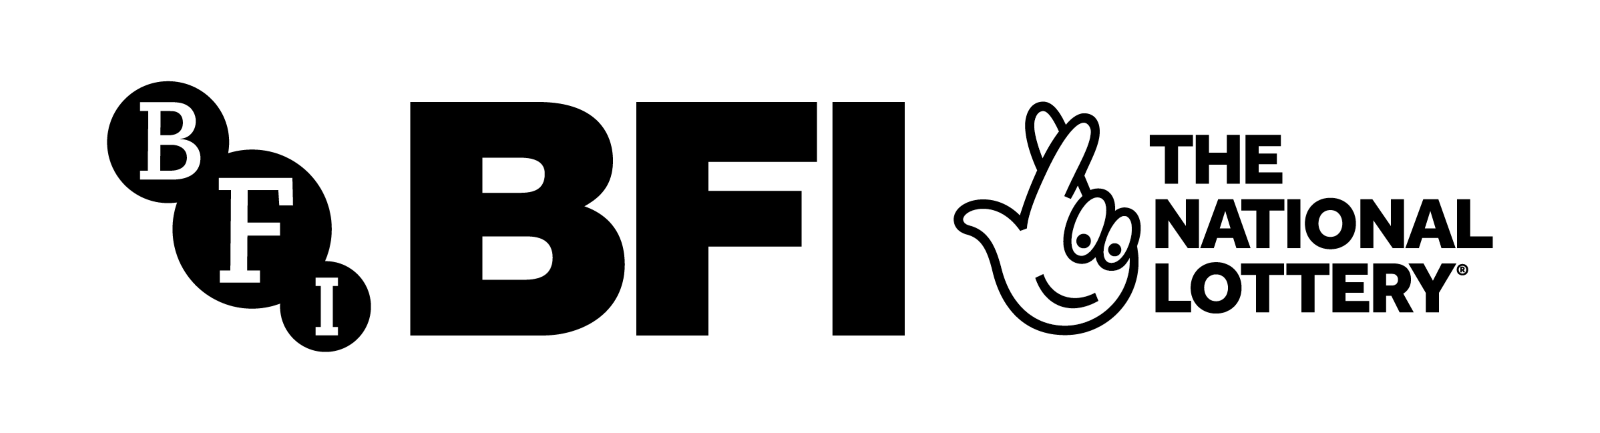 B
F
I
BFI
THE
NATIONAL
LOTTERY®